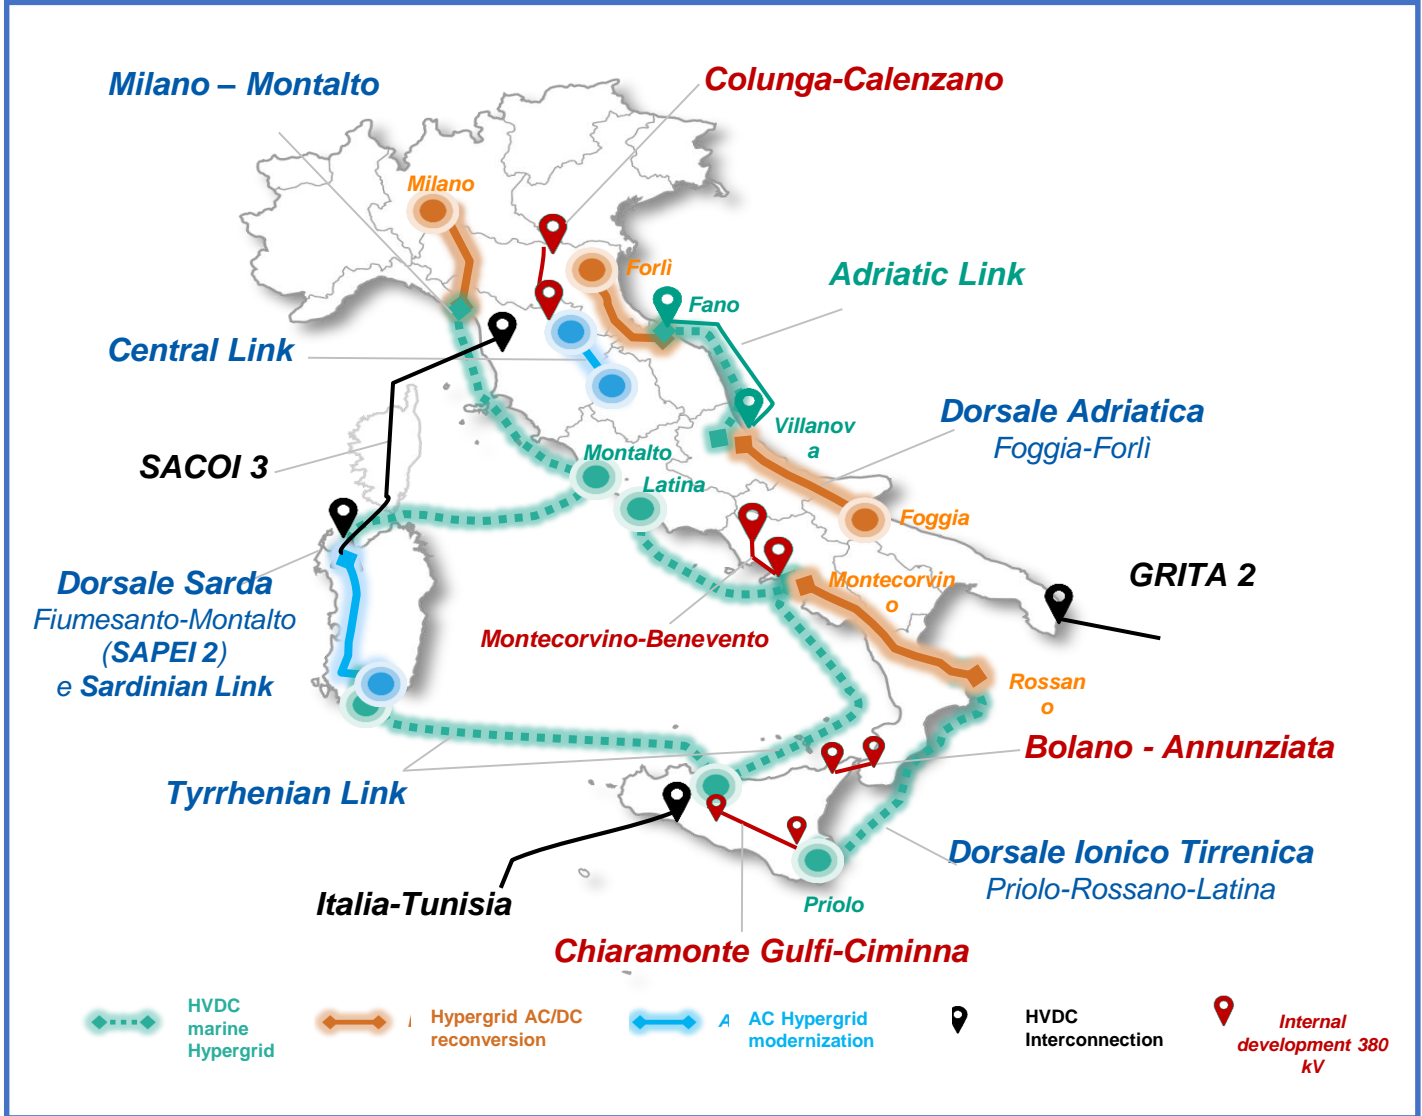 Milano – Montalto
Colunga-Calenzano
Milano
Forlì
Adriatic Link
Fano
Central Link
Dorsale Adriatica
Foggia-Forlì
Villanov
a
Montalto
SACOI 3
Latina
Foggia
Dorsale Sarda
Fiumesanto-Montalto
(SAPEI 2)
e Sardinian Link
Montecorvin
o
GRITA 2
Montecorvino-Benevento
Rossan
o
Bolano - Annunziata
Tyrrhenian Link
Dorsale Ionico Tirrenica
Priolo-Rossano-Latina
Italia-Tunisia
Priolo
Chiaramonte Gulfi-Ciminna
HVDC
marine
Hypergrid
Hypergrid AC/DC
reconversion
AC Hypergrid
modernization
HVDC
Interconnection
Internal
development 380
kV